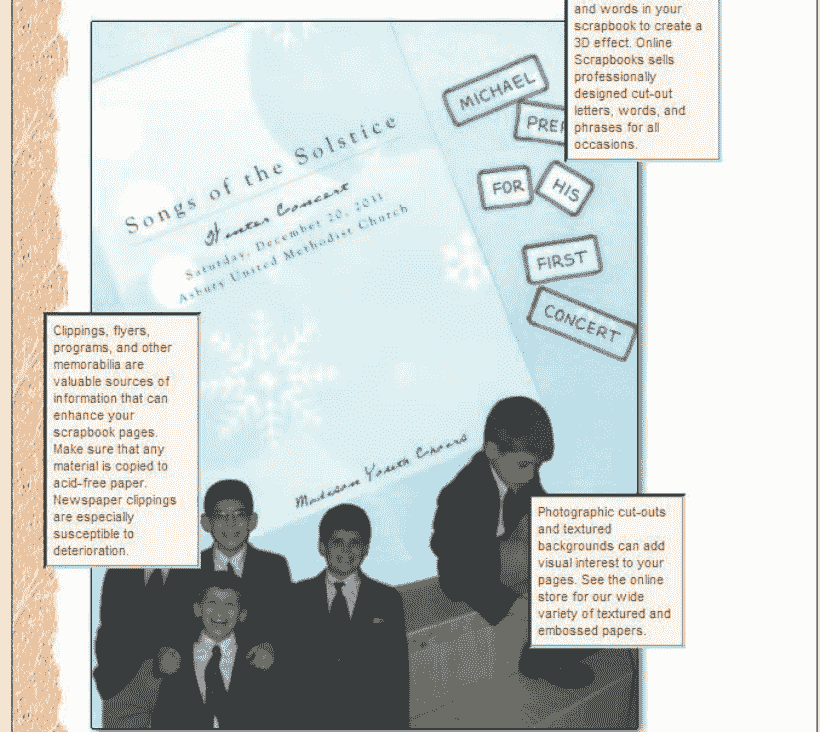 and words in your
scrapbook to create a
3D effect. Online
Scrapbooks sells
professionally
designed cut-out
letters, words, and
phrases for all
occasions.
MICHAEL
FOR HIS
FIRST
CONCERT
Songs of the Solstice
Winter Concert
Saturday, December 20, 2011
Asbury United Methodist Church
Clippings, flyers,
programs, and other
memorabilia are
valuable sources of
information that can
enhance your
scrapbook pages.
Make sure that any
material is copied to
acid-free paper.
Newspaper clippings
are especially
susceptible to
deterioration.
Madison Youth Choirs
Photographic cut-outs
and textured
backgrounds can add
visual interest to your
pages. See the online
store for our wide
variety of textured and
embossed papers.